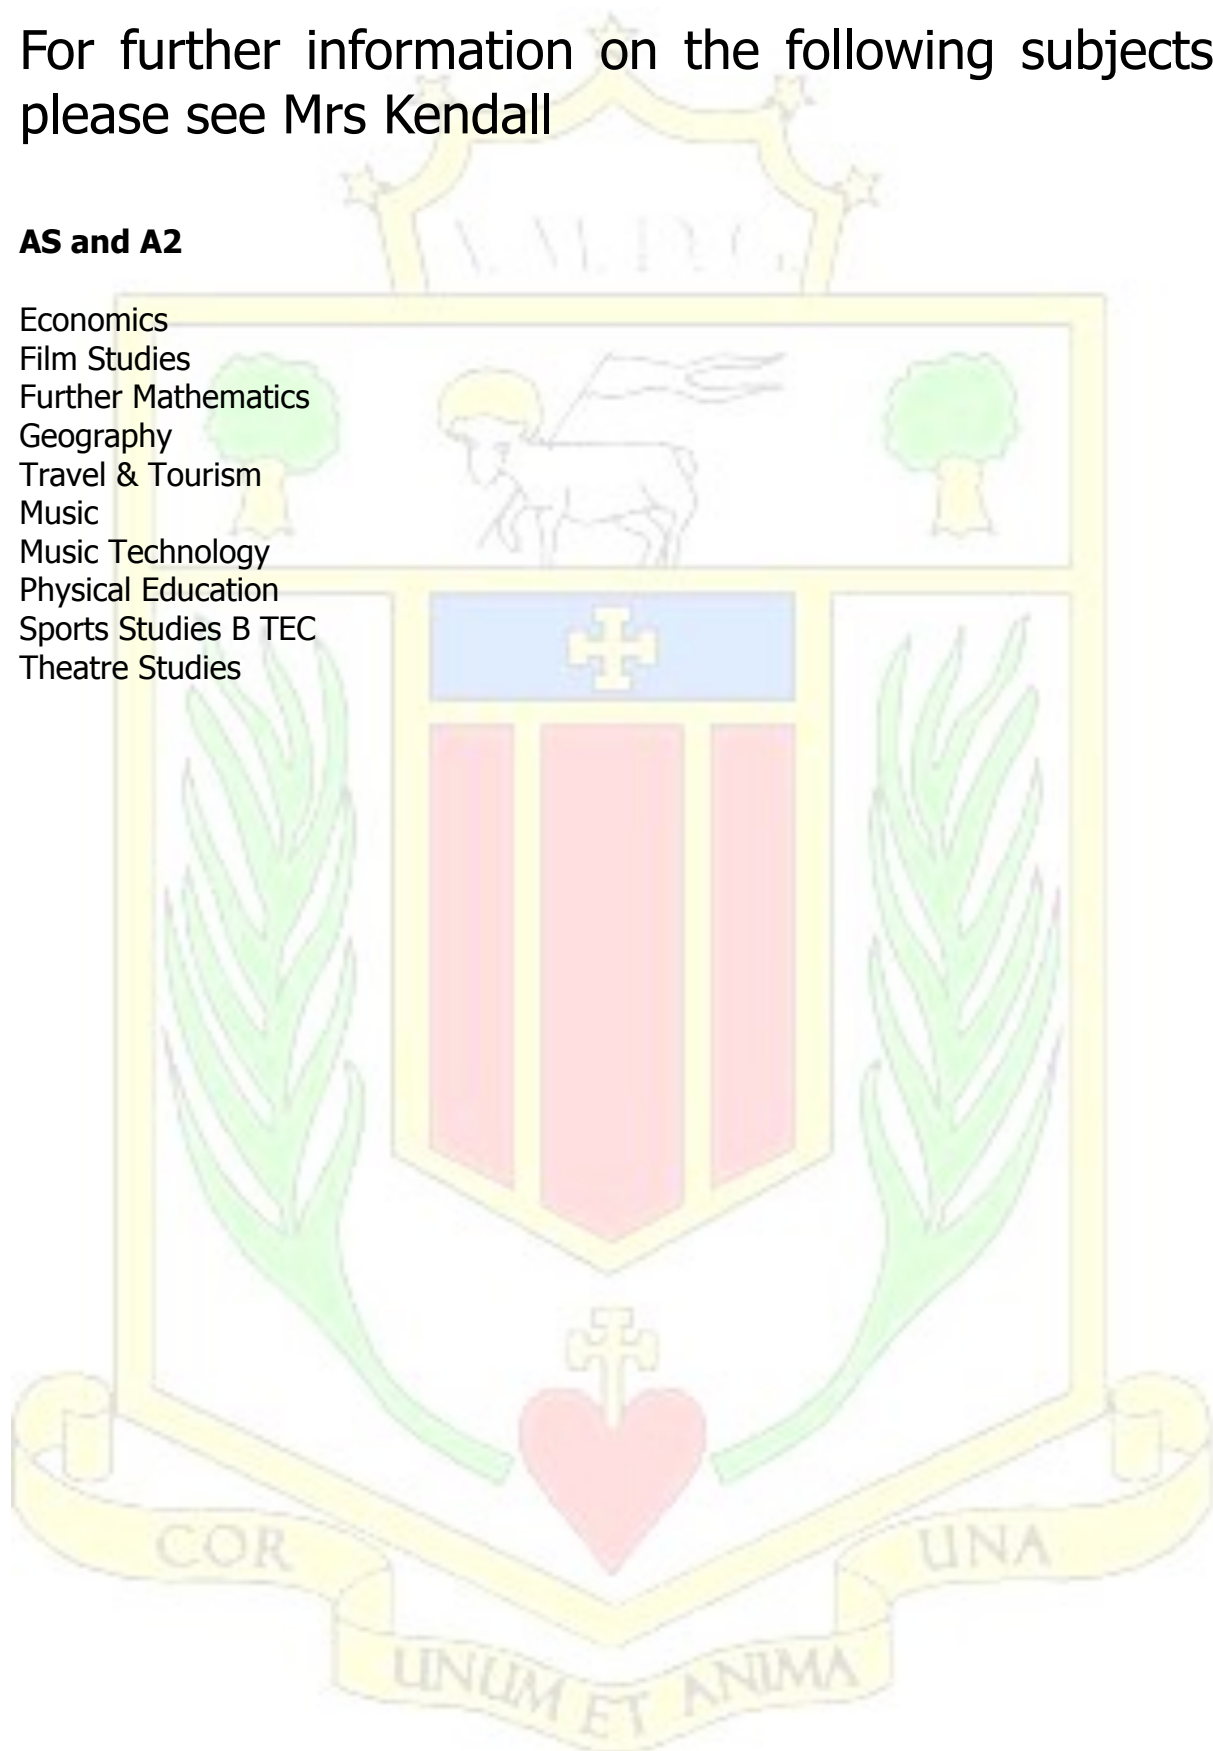 For further information on the following subjects
please see Mrs Kendall
AS and A2
Economics
Film Studies
Further Mathematics
Geography
Travel & Tourism
Music
Music Technology
Physical Education
Sports Studies B TEC
Theatre Studies
COR
UNA
UNUM ET ANIMA